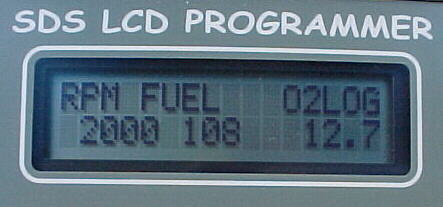 SDS LCD PROGRAMMER
RPM FUEL O2LOG
2000 108 12.7